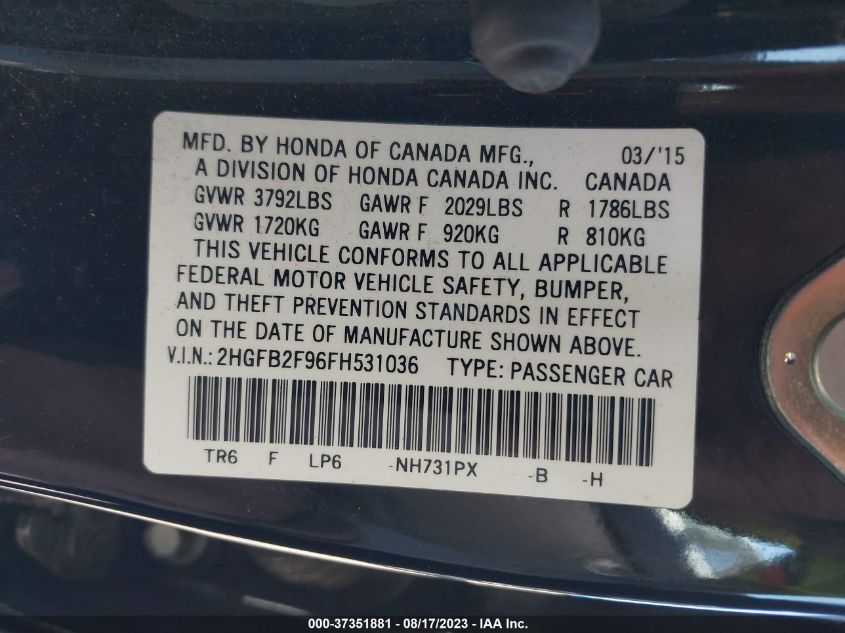 MFD. BY HONDA OF CANADA MFG., 03/'15
A DIVISION OF HONDA CANADA INC. CANADA
GVWR 3792LBS GAWR F 2029LBS R 1786LBS
GVWR 1720KG GAWR F 920KG R 810KG
THIS VEHICLE CONFORMS TO ALL APPLICABLE
FEDERAL MOTOR VEHICLE SAFETY, BUMPER,
AND THEFT PREVENTION STANDARDS IN EFFECT
ON THE DATE OF MANUFACTURE SHOWN ABOVE.
V.I.N.: 2HGFB2F96FH531036 TYPE: PASSENGER CAR
TR6 F LP6 NH731PX -B -H
000-37351881 - 08/17/2023 - IAA Inc.